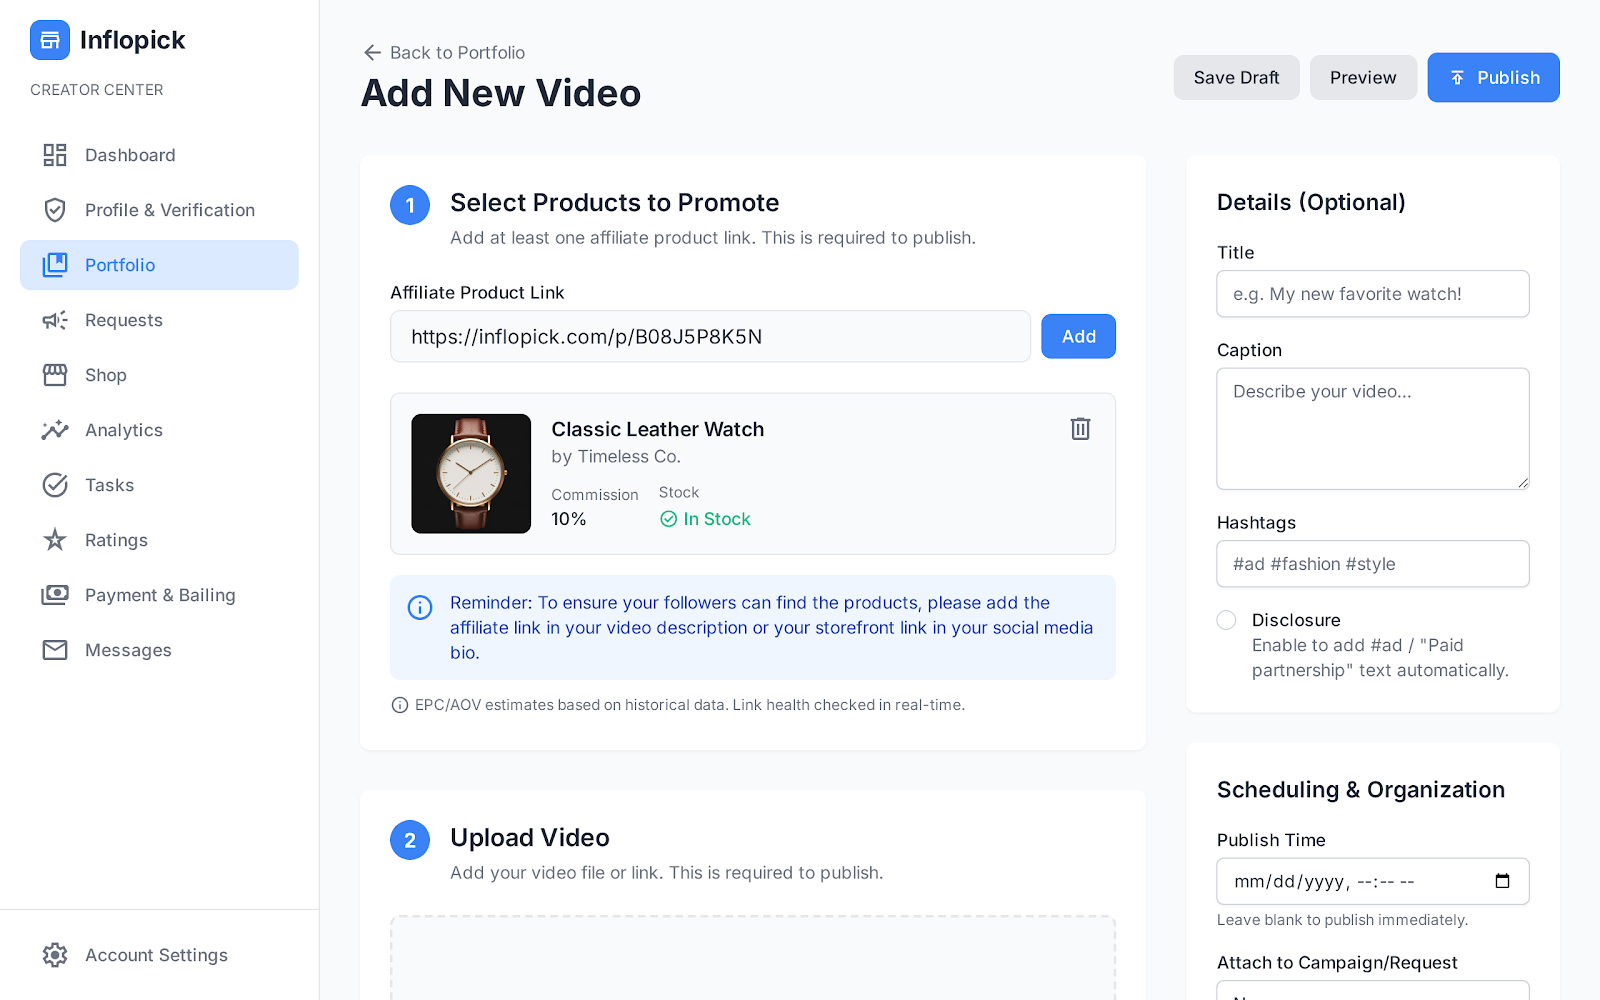 Inflopick
CREATOR CENTER
Dashboard
Profile & Verification
Portfolio
Requests
Shop
Analytics
Tasks
Ratings
Payment & Bailing
Messages
Account Settings
Back to Portfolio
Add New Video
Save Draft
Preview
Publish
1
Select Products to Promote
Add at least one affiliate product link. This is required to publish.
Affiliate Product Link
https://inflopick.com/p/B08J5P8K5N
Add
Classic Leather Watch
by Timeless Co.
Commission
10%
Stock
In Stock
Reminder: To ensure your followers can find the products, please add the
affiliate link in your video description or your storefront link in your social media
bio.
EPC/AOV estimates based on historical data. Link health checked in real-time.
2
Upload Video
Add your video file or link. This is required to publish.
Details (Optional)
Title
e.g. My new favorite watch!
Caption
Describe your video...
Hashtags
#ad #fashion #style
Disclosure
Enable to add #ad / "Paid
partnership" text automatically.
Scheduling & Organization
Publish Time
mm/dd/yyyy, --:-- --
Leave blank to publish immediately.
Attach to Campaign/Request